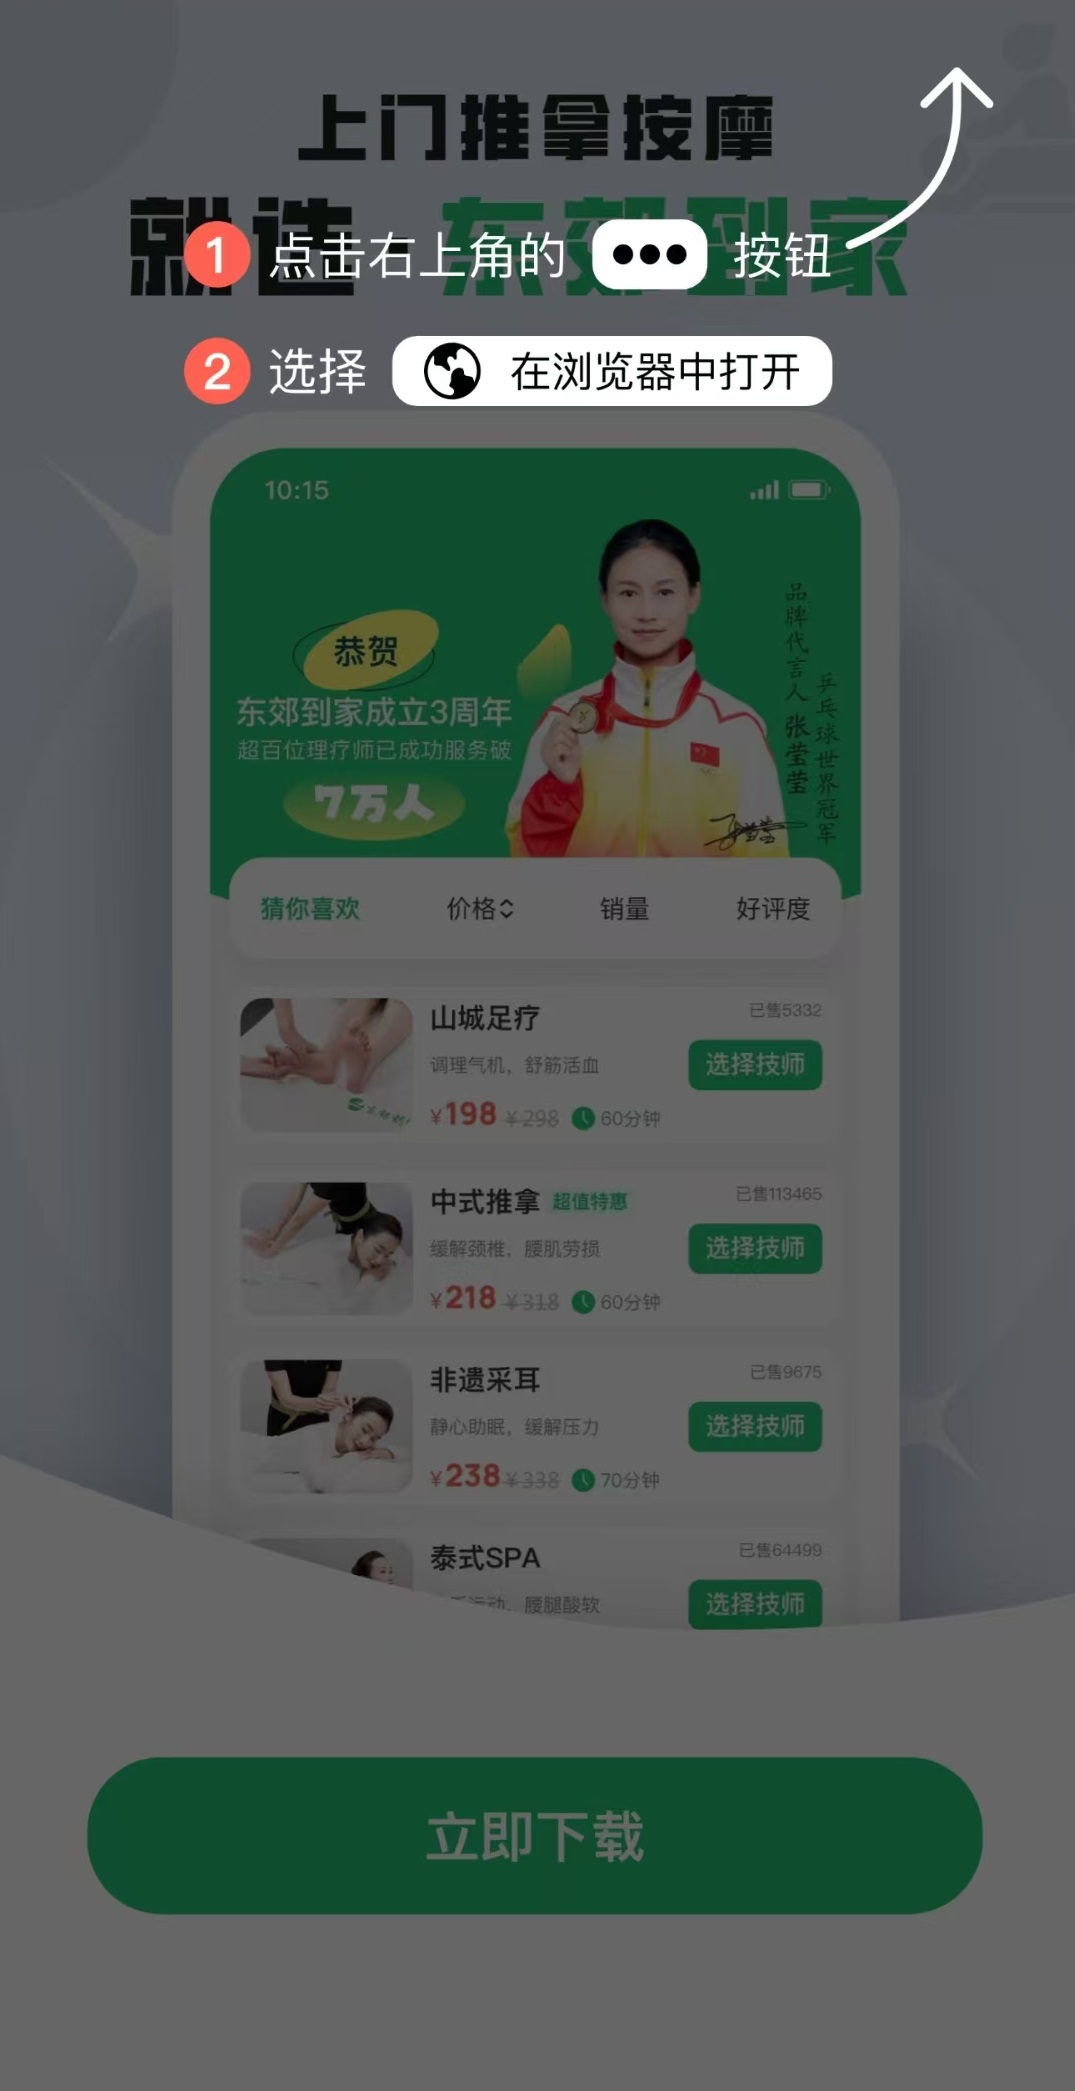 上门推拿按摩
就选 东郊到家
1 点击右上角的 ••• 按钮
2 选择 在浏览器中打开
10:15
恭贺
东郊到家成立3周年
超百位理疗师已成功服务破
7万人
品牌代言人 张莹莹
乒乓球世界冠军
猜你喜欢 价格 销量 好评度
山城足疗 已售5332
调理气机，舒筋活血 选择技师
¥198 ¥298 60分钟
中式推拿 超值特惠 已售113465
缓解颈椎，腰肌劳损 选择技师
¥218 ¥318 60分钟
非遗采耳 已售9675
静心助眠，缓解压力 选择技师
¥238 ¥338 70分钟
泰式SPA 已售64499
运动，腰腿酸软 选择技师
立即下载